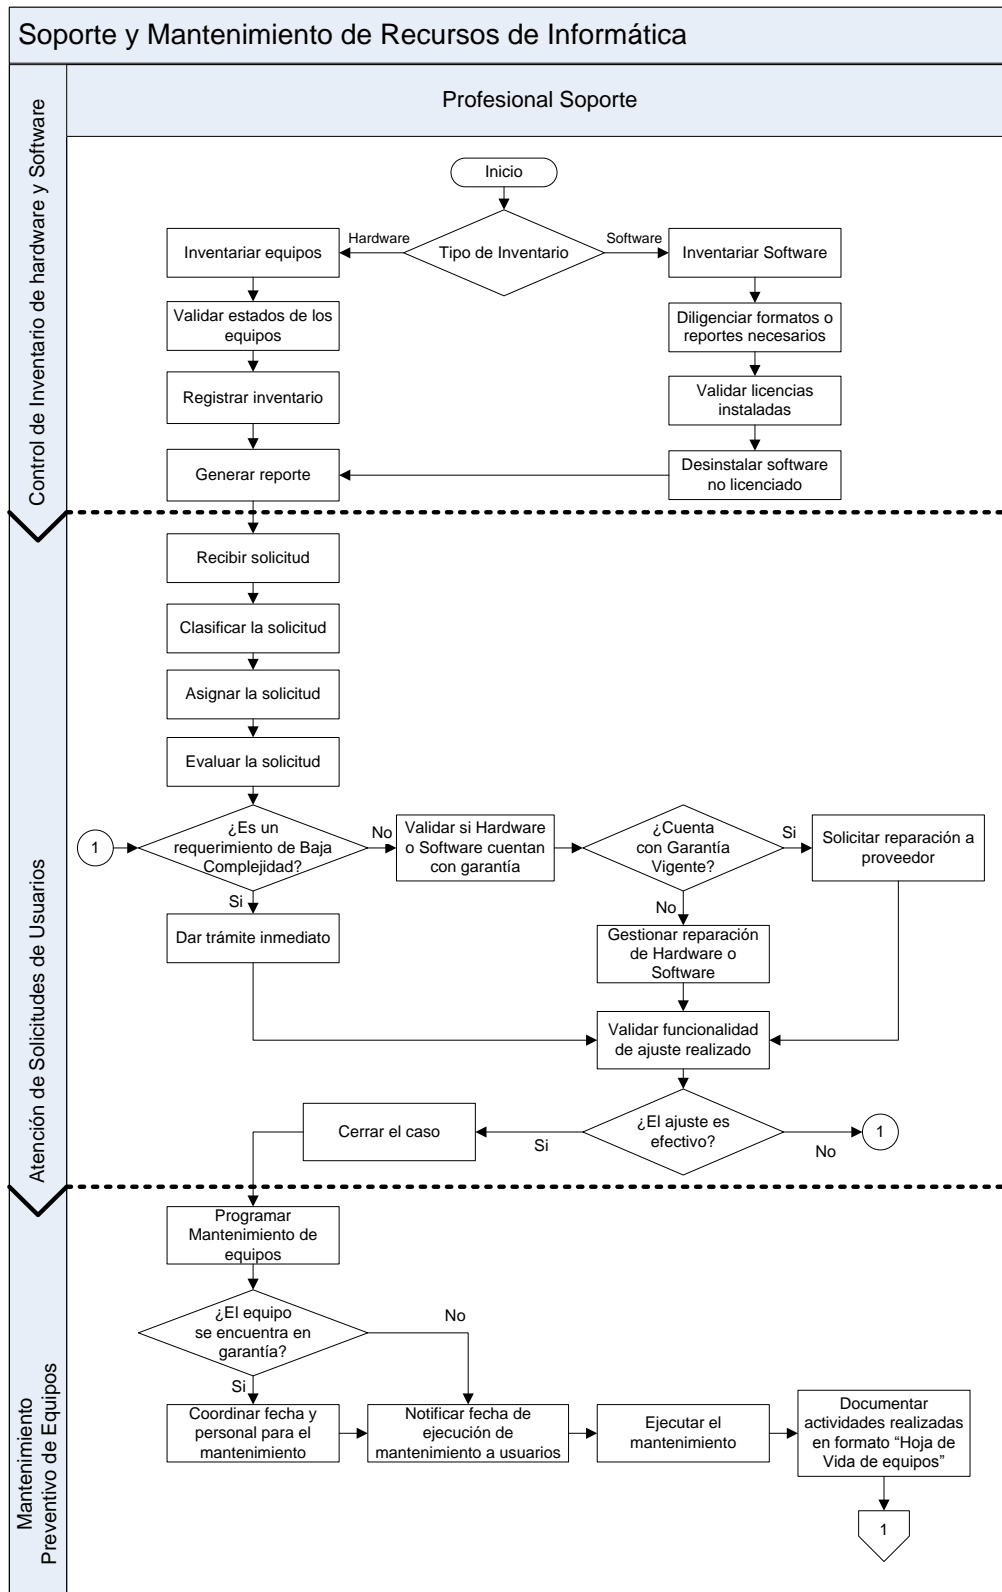 Soporte y Mantenimiento de Recursos de Informática
Profesional Soporte
Control de Inventario de hardware y Software
Inicio
Tipo de Inventario
Hardware
Software
Inventariar equipos
Inventariar Software
Validar estados de los
equipos
Diligenciar formatos o
reportes necesarios
Registrar inventario
Validar licencias
instaladas
Generar reporte
Desinstalar software
no licenciado
Atención de Solicitudes de Usuarios
Recibir solicitud
Clasificar la solicitud
Asignar la solicitud
Evaluar la solicitud
1
¿Es un
requerimiento de Baja
Complejidad?
No
Validar si Hardware
o Software cuentan
con garantía
¿Cuenta
con Garantía
Vigente?
Si
Solicitar reparación a
proveedor
Si
No
Dar trámite inmediato
Gestionar reparación
de Hardware o
Software
Validar funcionalidad
de ajuste realizado
¿El ajuste es
efectivo?
Si
Cerrar el caso
No
1
Mantenimiento
Preventivo de Equipos
Programar
Mantenimiento de
equipos
¿El equipo
se encuentra en
garantía?
No
Si
Coordinar fecha y
personal para el
mantenimiento
Notificar fecha de
ejecución de
mantenimiento a usuarios
Ejecutar el
mantenimiento
Documentar
actividades realizadas
en formato “Hoja de
Vida de equipos”
1